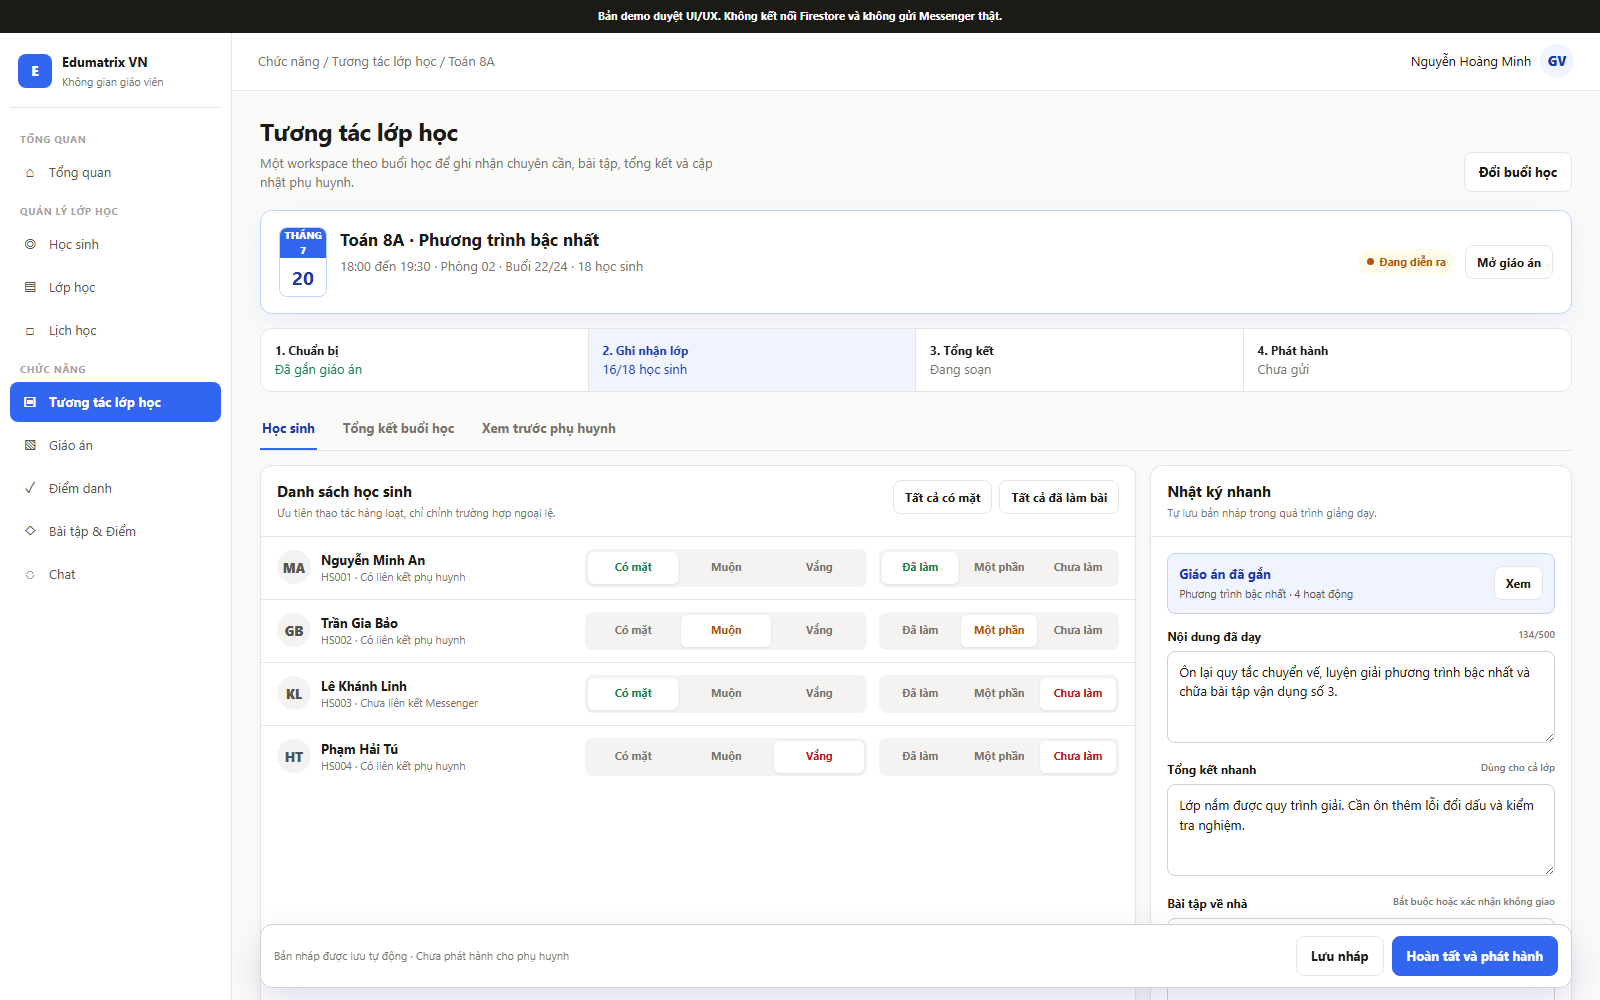 Bản demo duyệt UI/UX. Không kết nối Firestore và không gửi Messenger thật.
E
Edumatrix VN
Không gian giáo viên
TỔNG QUAN
Tổng quan
QUẢN LÝ LỚP HỌC
Học sinh
Lớp học
Lịch học
CHỨC NĂNG
Tương tác lớp học
Giáo án
Điểm danh
Bài tập & Điểm
Chat
Chức năng / Tương tác lớp học / Toán 8A
Nguyễn Hoàng Minh
GV
Tương tác lớp học
Một workspace theo buổi học để ghi nhận chuyên cần, bài tập, tổng kết và cập
nhật phụ huynh.
Đổi buổi học
THÁNG
7
20
Toán 8A · Phương trình bậc nhất
18:00 đến 19:30 · Phòng 02 · Buổi 22/24 · 18 học sinh
Đang diễn ra
Mở giáo án
1. Chuẩn bị
Đã gắn giáo án
2. Ghi nhận lớp
16/18 học sinh
3. Tổng kết
Đang soạn
4. Phát hành
Chưa gửi
Học sinh
Tổng kết buổi học
Xem trước phụ huynh
Danh sách học sinh
Ưu tiên thao tác hàng loạt, chỉ chỉnh trường hợp ngoại lệ.
Tất cả có mặt
Tất cả đã làm bài
MA
Nguyễn Minh An
HS001 · Có liên kết phụ huynh
Có mặt
Muộn
Vắng
Đã làm
Một phần
Chưa làm
GB
Trần Gia Bảo
HS002 · Có liên kết phụ huynh
Có mặt
Muộn
Vắng
Đã làm
Một phần
Chưa làm
KL
Lê Khánh Linh
HS003 · Chưa liên kết Messenger
Có mặt
Muộn
Vắng
Đã làm
Một phần
Chưa làm
HT
Phạm Hải Tú
HS004 · Có liên kết phụ huynh
Có mặt
Muộn
Vắng
Đã làm
Một phần
Chưa làm
Nhật ký nhanh
Tự lưu bản nháp trong quá trình giảng dạy.
Giáo án đã gắn
Phương trình bậc nhất · 4 hoạt động
Xem
Nội dung đã dạy
134/500
Ôn lại quy tắc chuyển vế, luyện giải phương trình bậc nhất và
chữa bài tập vận dụng số 3.
Tổng kết nhanh
Dùng cho cả lớp
Lớp nắm được quy trình giải. Cần ôn thêm lỗi đổi dấu và kiểm
tra nghiệm.
Bài tập về nhà
Bắt buộc hoặc xác nhận không giao
Bản nháp được lưu tự động · Chưa phát hành cho phụ huynh
Lưu nháp
Hoàn tất và phát hành